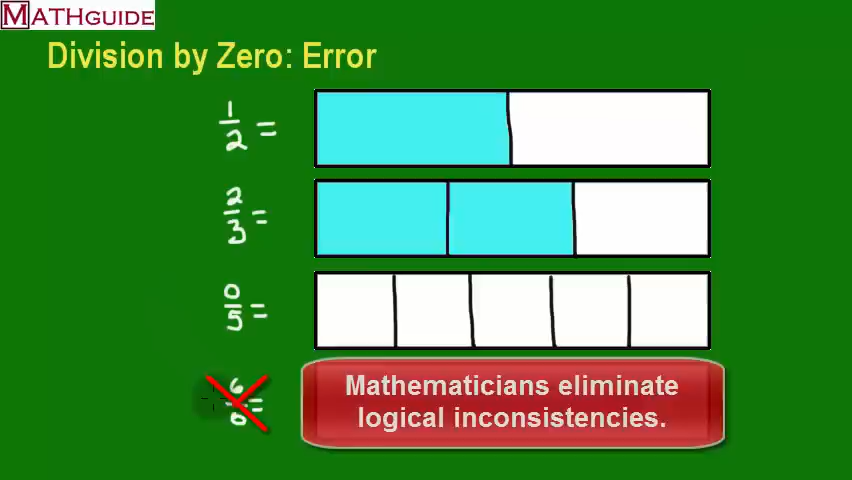 MATHGUIDE
Division by Zero: Error
1/2 =
2/3 =
0/5 =
6/0 =
Mathematicians eliminate
logical inconsistencies.